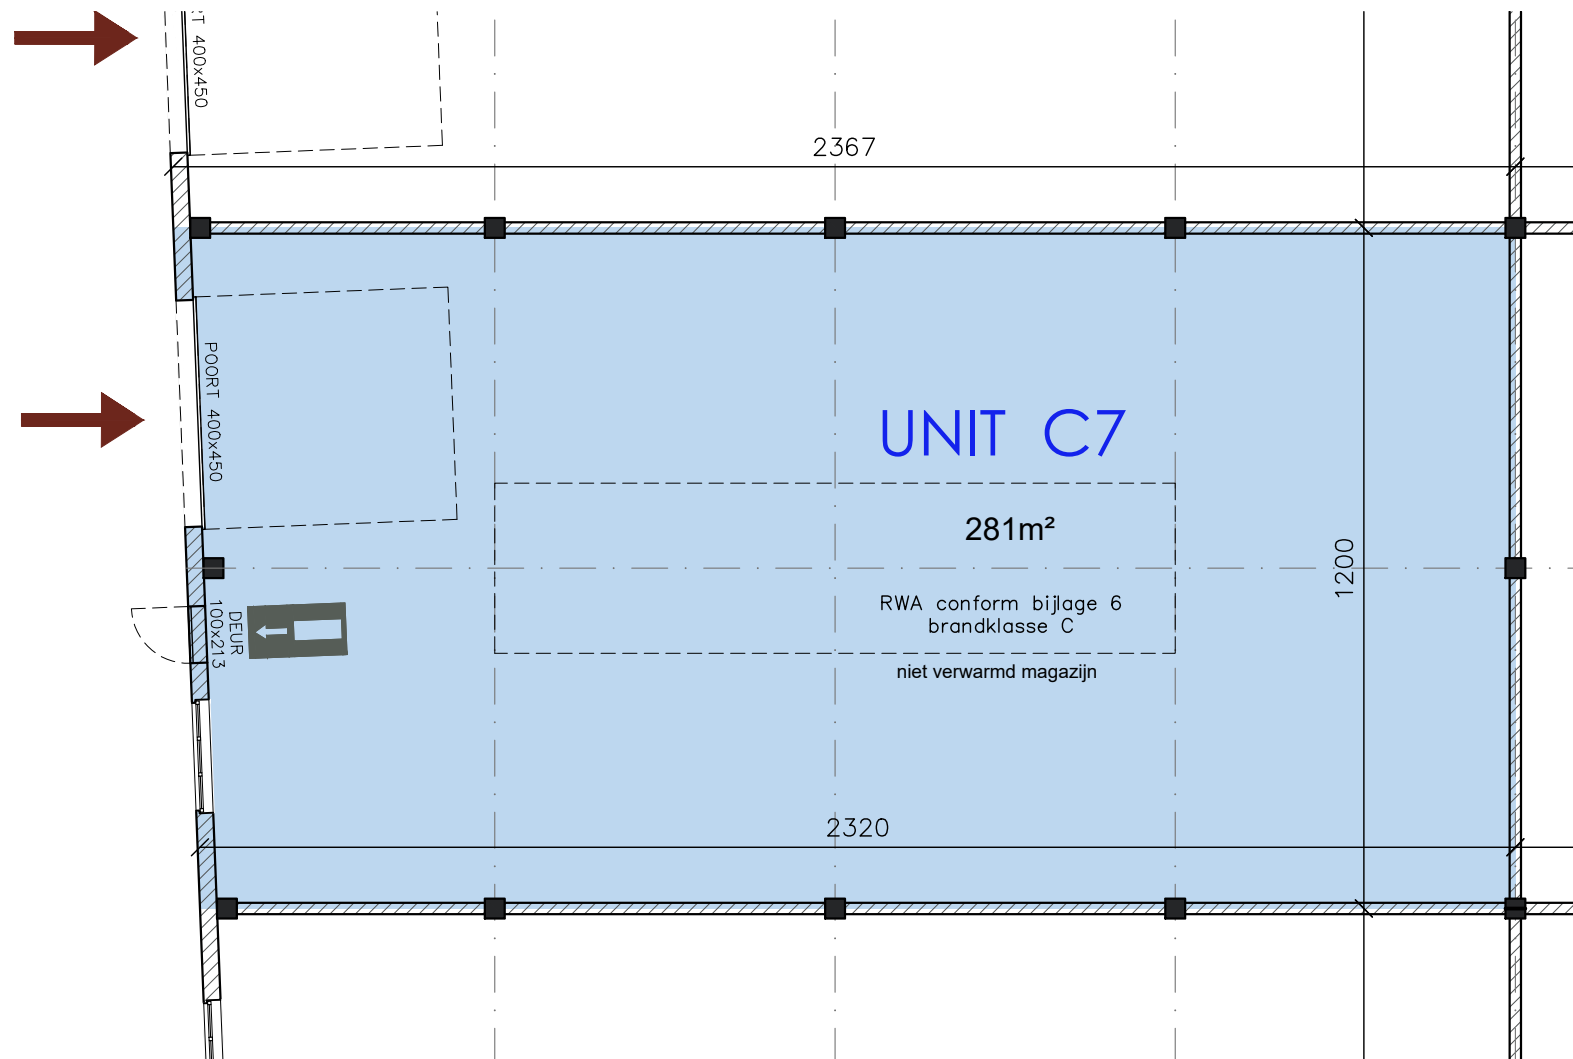 400x450
2367
POORT 400x450
UNIT C7
281m²
1200
RWA conform bijlage 6
brandklasse C
DEUR
100x213
niet verwarmd magazijn
2320